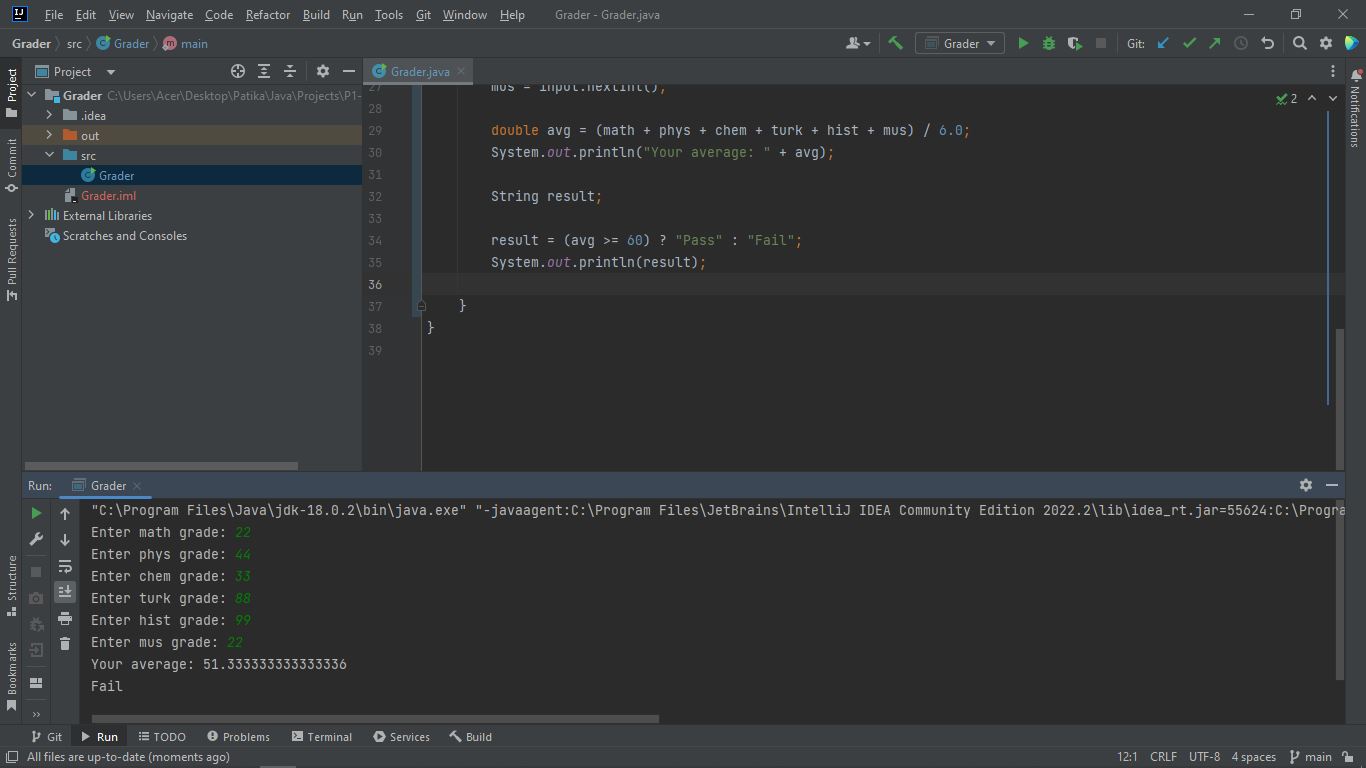 File Edit View Navigate Code Refactor Build Run Tools Git Window Help Grader - Grader.java
Grader src Grader main Grader Git:
Project
Grader.java
Grader C:\Users\Acer\Desktop\Patika\Java\Projects\P1-
.idea
out
src
Grader
Grader.iml
External Libraries
Scratches and Consoles
Project
Commit
Pull Requests
Structure
Bookmarks
Notifications
2
27 mus = input.nextInt();
28
29 double avg = (math + phys + chem + turk + hist + mus) / 6.0;
30 System.out.println("Your average: " + avg);
31
32 String result;
33
34 result = (avg >= 60) ? "Pass" : "Fail";
35 System.out.println(result);
36
37 }
38 }
39
Run: Grader
"C:\Program Files\Java\jdk-18.0.2\bin\java.exe" "-javaagent:C:\Program Files\JetBrains\IntelliJ IDEA Community Edition 2022.2\lib\idea_rt.jar=55624:C:\Progra
Enter math grade: 22
Enter phys grade: 44
Enter chem grade: 33
Enter turk grade: 88
Enter hist grade: 99
Enter mus grade: 22
Your average: 51.333333333333336
Fail
Git Run TODO Problems Terminal Services Build
All files are up-to-date (moments ago) 12:1 CRLF UTF-8 4 spaces main